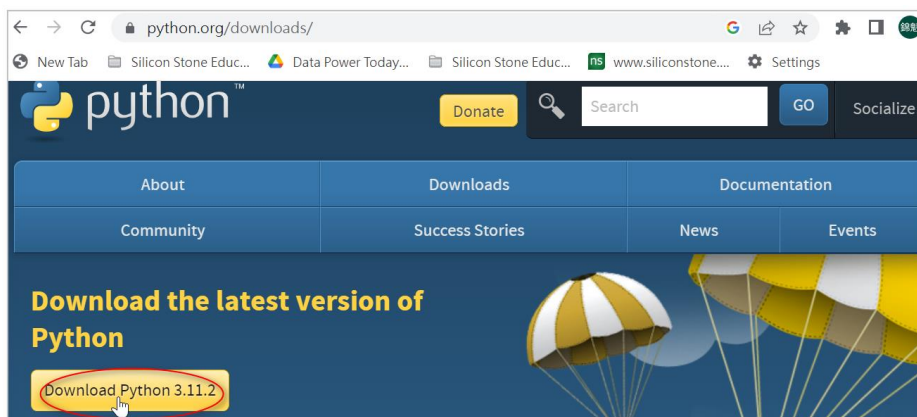 python.org/downloads/
New Tab Silicon Stone Educ... Data Power Today... Silicon Stone Educ... ns www.siliconstone.... Settings
python™ Donate Search GO Socialize
About Downloads Documentation
Community Success Stories News Events
Download the latest version of
Python
Download Python 3.11.2